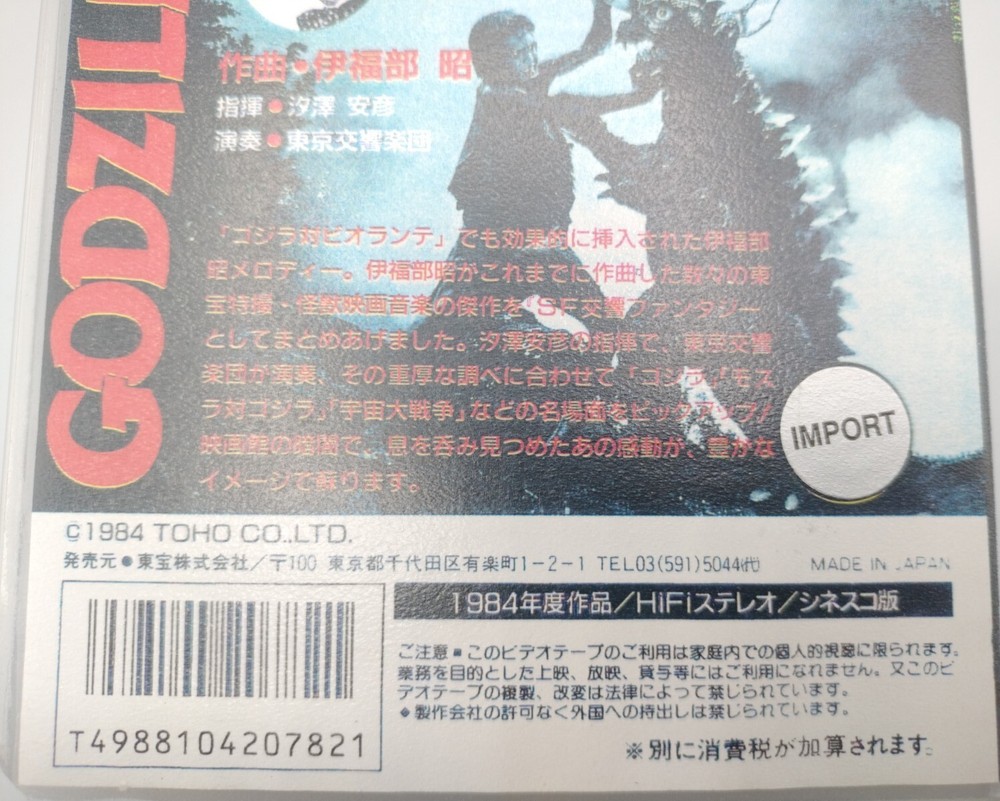 GODZIL
作曲●伊福部 昭
指揮●汐澤 安彦
演奏●東京交響楽団
「ゴジラ対ビオランテ」でも効果的に挿入された伊福部
昭メロディー。伊福部昭がこれまでに作曲した数々の東
宝特撮・怪獣映画音楽の傑作を「SF交響ファンタジー
としてまとめあげました。汐澤安彦の指揮で、東京交響
楽団が演奏、その重厚な調べに合わせて「ゴジラ」「モス
ラ対ゴジラ」「宇宙大戦争」などの名場面をピックアップ!
映画館の暗闇で、息を呑み見つめたあの感動が、豊かな
イメージで蘇ります。
IMPORT
©1984 TOHO CO.,LTD.
発売元●東宝株式会社/〒100 東京都千代田区有楽町1-2-1 TEL03(591)5044代
MADE IN JAPAN
1984年度作品/HiFiステレオ/シネスコ版
ご注意■このビデオテープのご利用は家庭内での個人的視聴に限られます。
業務を目的とした上映、放映、貸与等にはご利用になれません。又このビ
デオテープの複製、改変は法律によって禁じられています。
◆製作会社の許可なく外国への持出しは禁じられています。
T4988104207821
※別に消費税が加算されます。